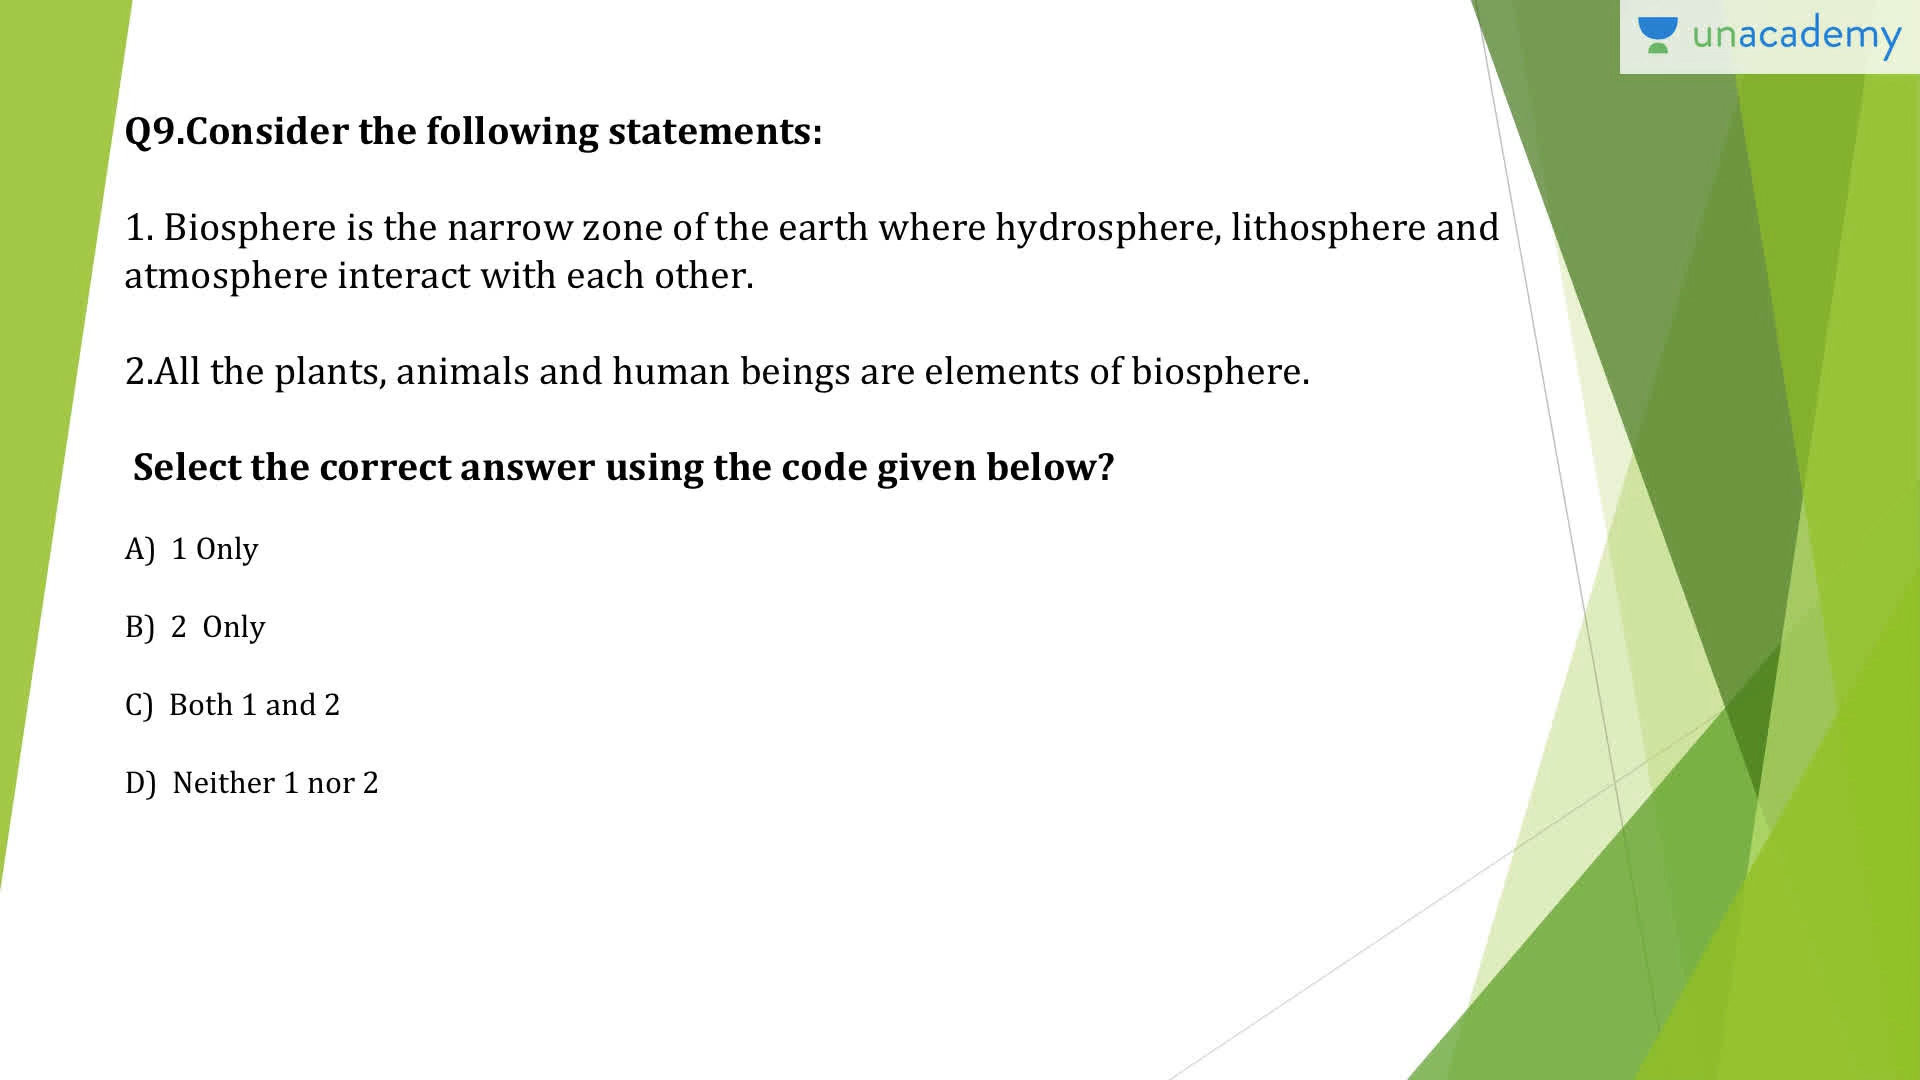 unacademy
Q9.Consider the following statements:
1. Biosphere is the narrow zone of the earth where hydrosphere, lithosphere and
atmosphere interact with each other.
2.All the plants, animals and human beings are elements of biosphere.
Select the correct answer using the code given below?
A) 1 Only
B) 2 Only
C) Both 1 and 2
D) Neither 1 nor 2